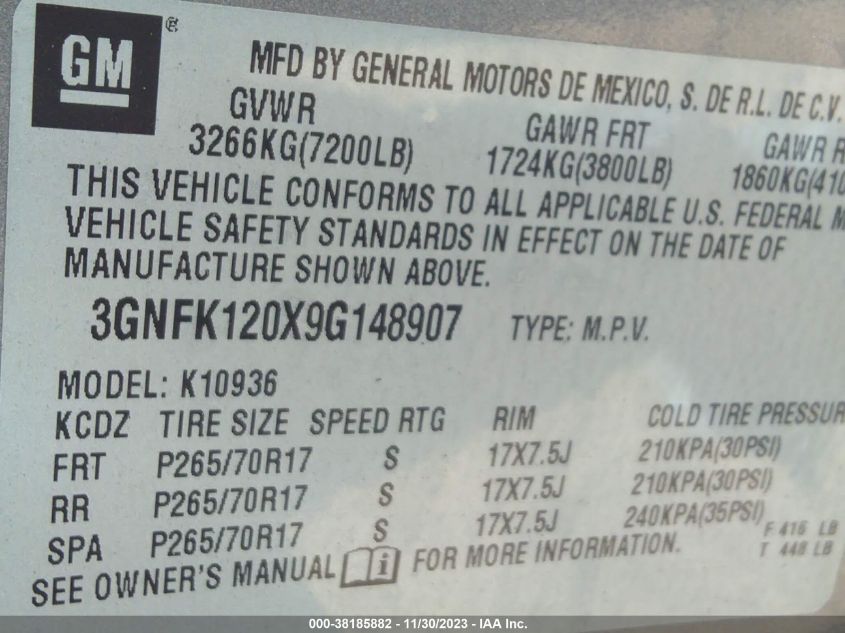 GM ®
MFD BY GENERAL MOTORS DE MEXICO, S. DE R.L. DE C.V.
GVWR GAWR FRT GAWR R
3266KG(7200LB) 1724KG(3800LB) 1860KG(410
THIS VEHICLE CONFORMS TO ALL APPLICABLE U.S. FEDERAL M
VEHICLE SAFETY STANDARDS IN EFFECT ON THE DATE OF
MANUFACTURE SHOWN ABOVE.
3GNFK120X9G148907 TYPE: M.P.V.
MODEL: K10936
KCDZ TIRE SIZE SPEED RTG RIM COLD TIRE PRESSUR
FRT P265/70R17 S 17X7.5J 210KPA(30PSI)
RR P265/70R17 S 17X7.5J 210KPA(30PSI)
SPA P265/70R17 S 17X7.5J 240KPA(35PSI)
F 416 LB
T 448 LB
SEE OWNER'S MANUAL i FOR MORE INFORMATION.
000-38185882 - 11/30/2023 - IAA Inc.